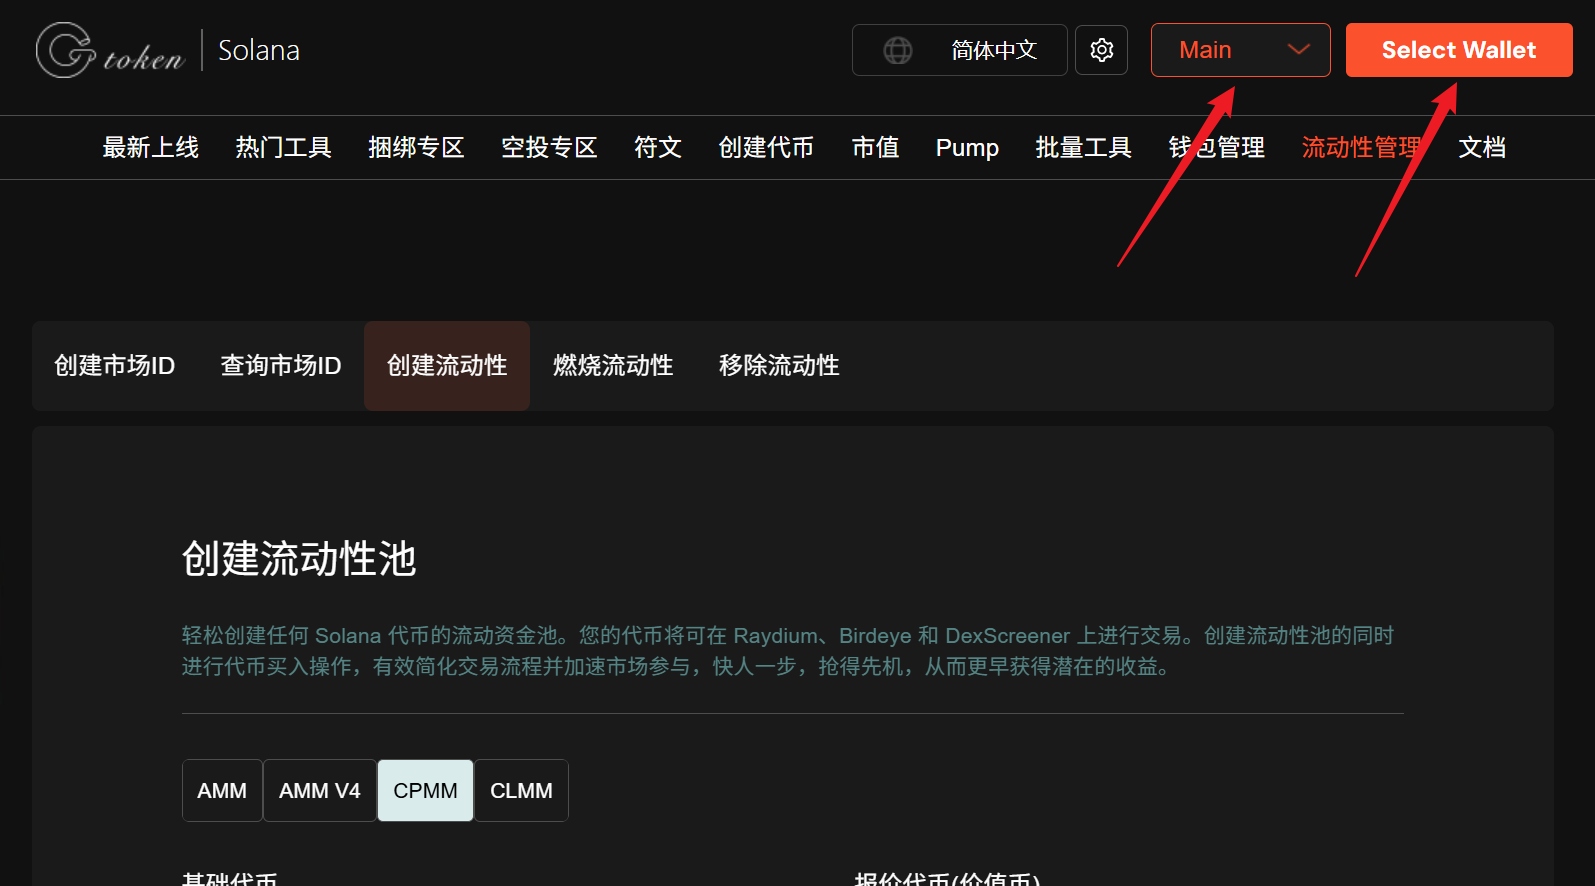 Gtoken | Solana
简体中文
Main
Select Wallet
最新上线 热门工具 捆绑专区 空投专区 符文 创建代币 市值 Pump 批量工具 钱包管理 流动性管理 文档
创建市场ID 查询市场ID 创建流动性 燃烧流动性 移除流动性
创建流动性池
轻松创建任何 Solana 代币的流动资金池。您的代币将可在 Raydium、Birdeye 和 DexScreener 上进行交易。创建流动性池的同时
进行代币买入操作，有效简化交易流程并加速市场参与，快人一步，抢得先机，从而更早获得潜在的收益。
AMM AMM V4 CPMM CLMM
基础代币 报价代币(价值币)